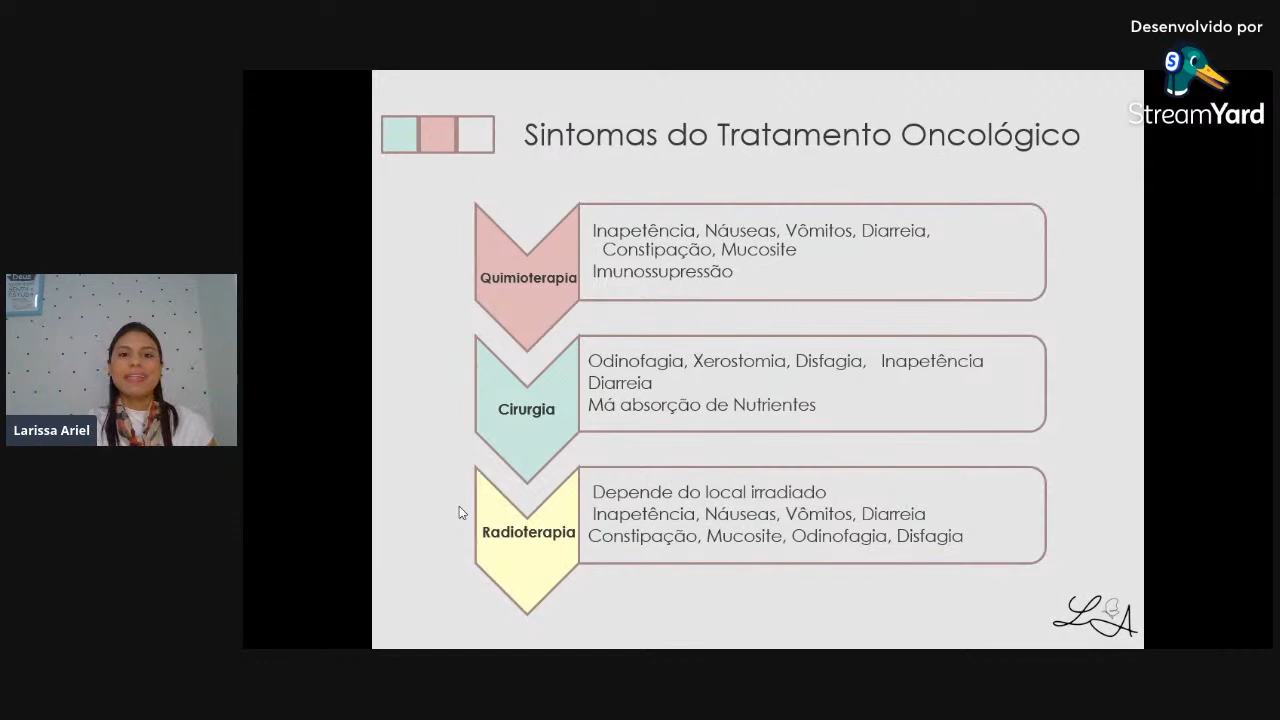 Desenvolvido por
StreamYard
Sintomas do Tratamento Oncológico
Quimioterapia
Inapetência, Náuseas, Vômitos, Diarreia,
Constipação, Mucosite
Imunossupressão
Cirurgia
Odinofagia, Xerostomia, Disfagia, Inapetência
Diarreia
Má absorção de Nutrientes
Radioterapia
Depende do local irradiado
Inapetência, Náuseas, Vômitos, Diarreia
Constipação, Mucosite, Odinofagia, Disfagia
Larissa Ariel
Deus
L A